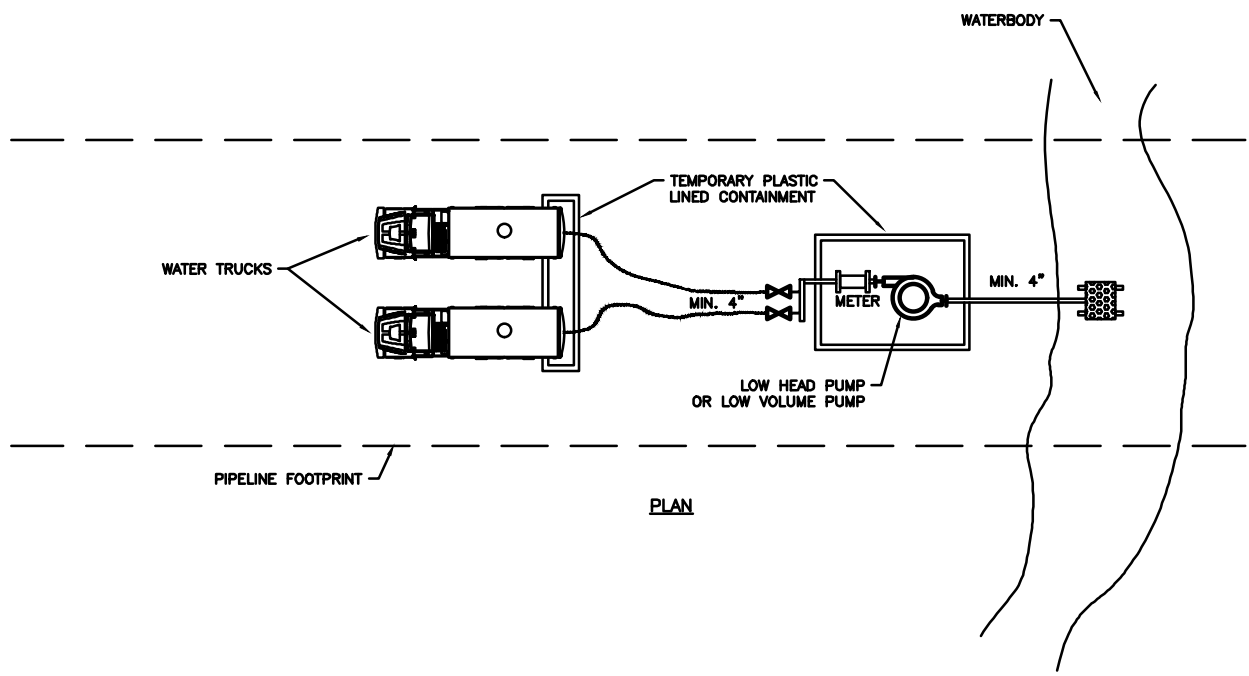 WATERBODY
TEMPORARY PLASTIC
LINED CONTAINMENT
WATER TRUCKS
MIN. 4"
METER
MIN. 4"
LOW HEAD PUMP
OR LOW VOLUME PUMP
PIPELINE FOOTPRINT
PLAN